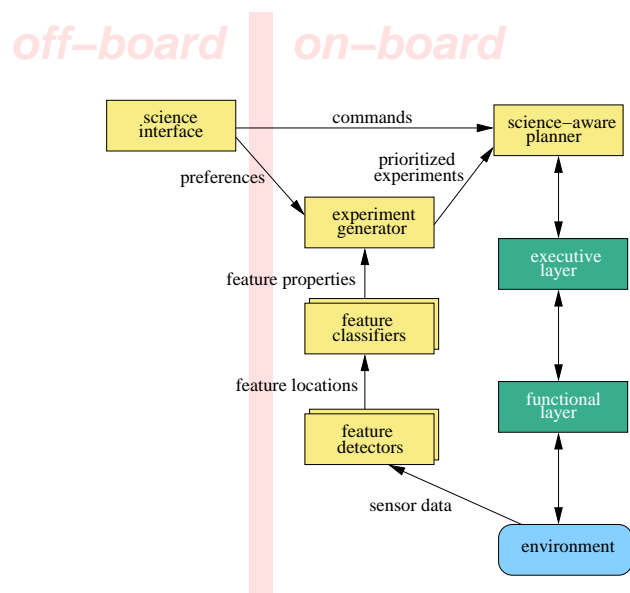 off−board
on−board
science
interface
commands
science−aware
planner
prioritized
experiments
preferences
experiment
generator
feature properties
executive
layer
feature
classifiers
feature locations
functional
layer
feature
detectors
sensor data
environment